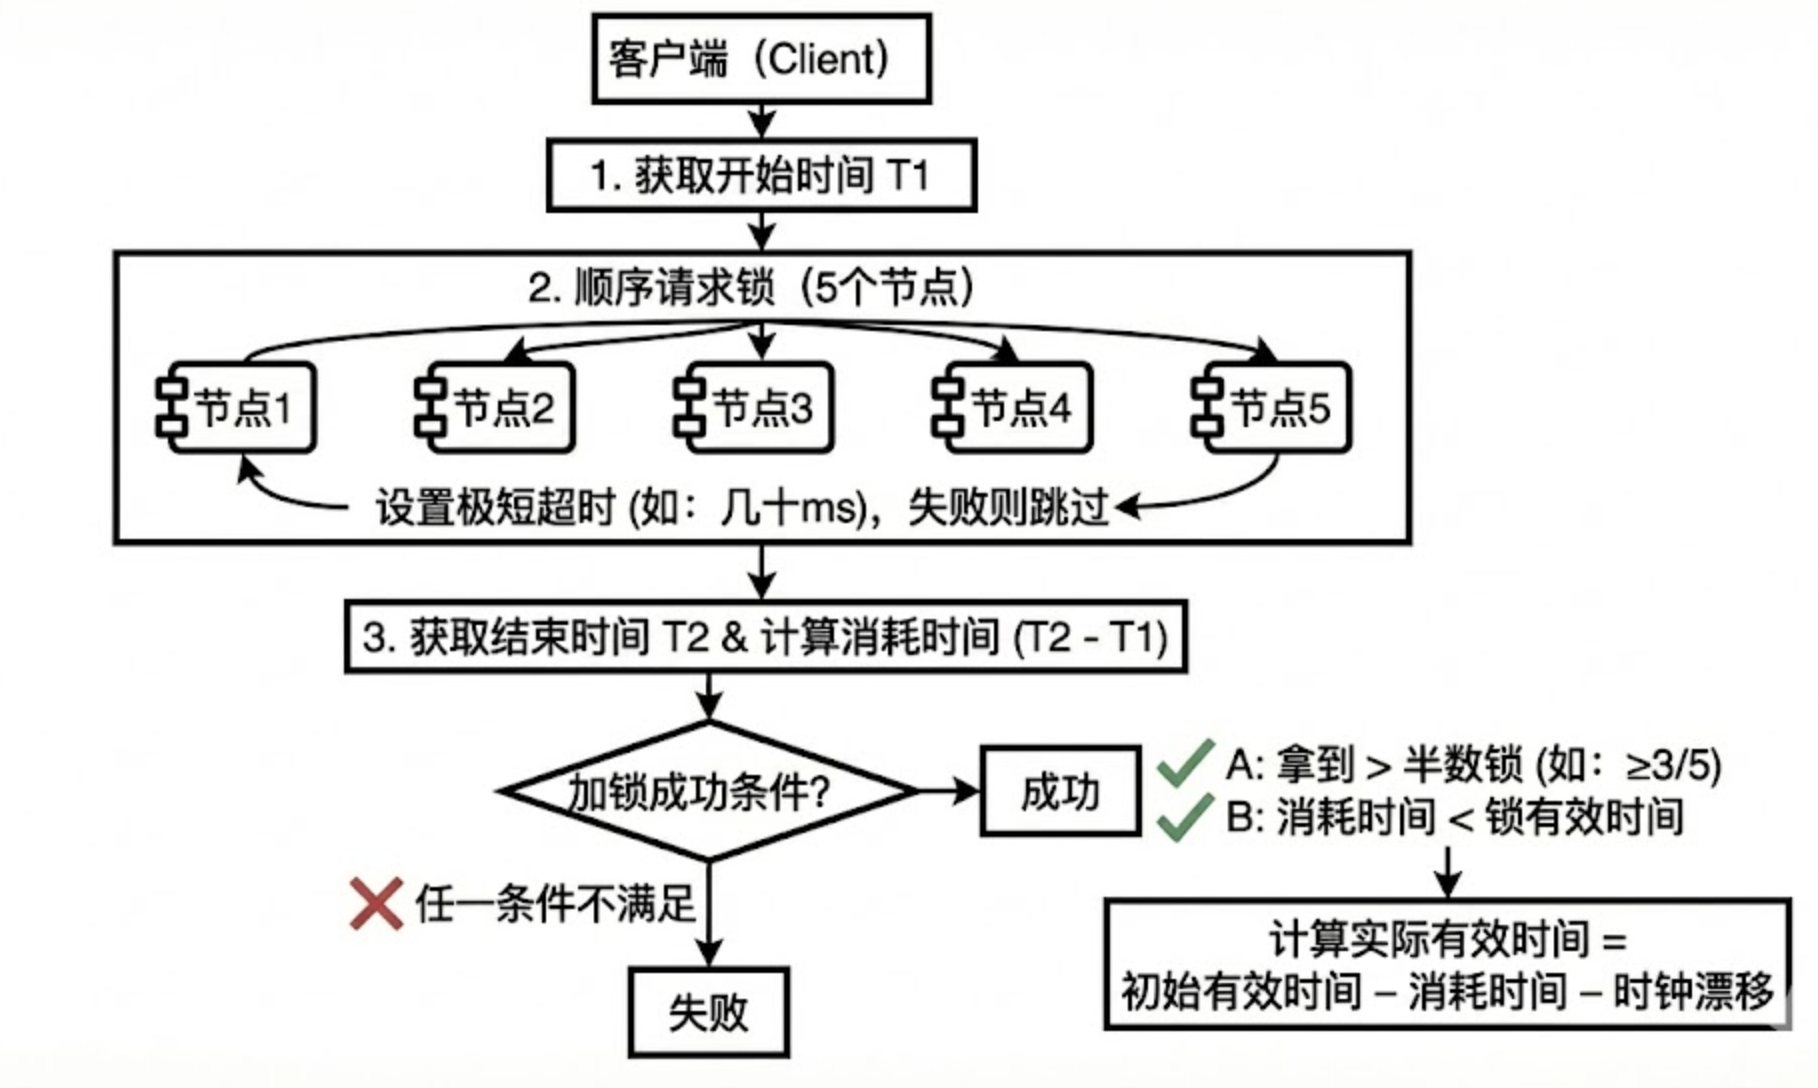 客户端（Client）
1. 获取开始时间 T1
2. 顺序请求锁（5个节点）
节点1
节点2
节点3
节点4
节点5
设置极短超时 (如：几十ms)，失败则跳过
3. 获取结束时间 T2 & 计算消耗时间 (T2 - T1)
加锁成功条件?
成功
A: 拿到 > 半数锁 (如：≥3/5)
B: 消耗时间 < 锁有效时间
任一条件不满足
计算实际有效时间 =
初始有效时间 – 消耗时间 – 时钟漂移
失败